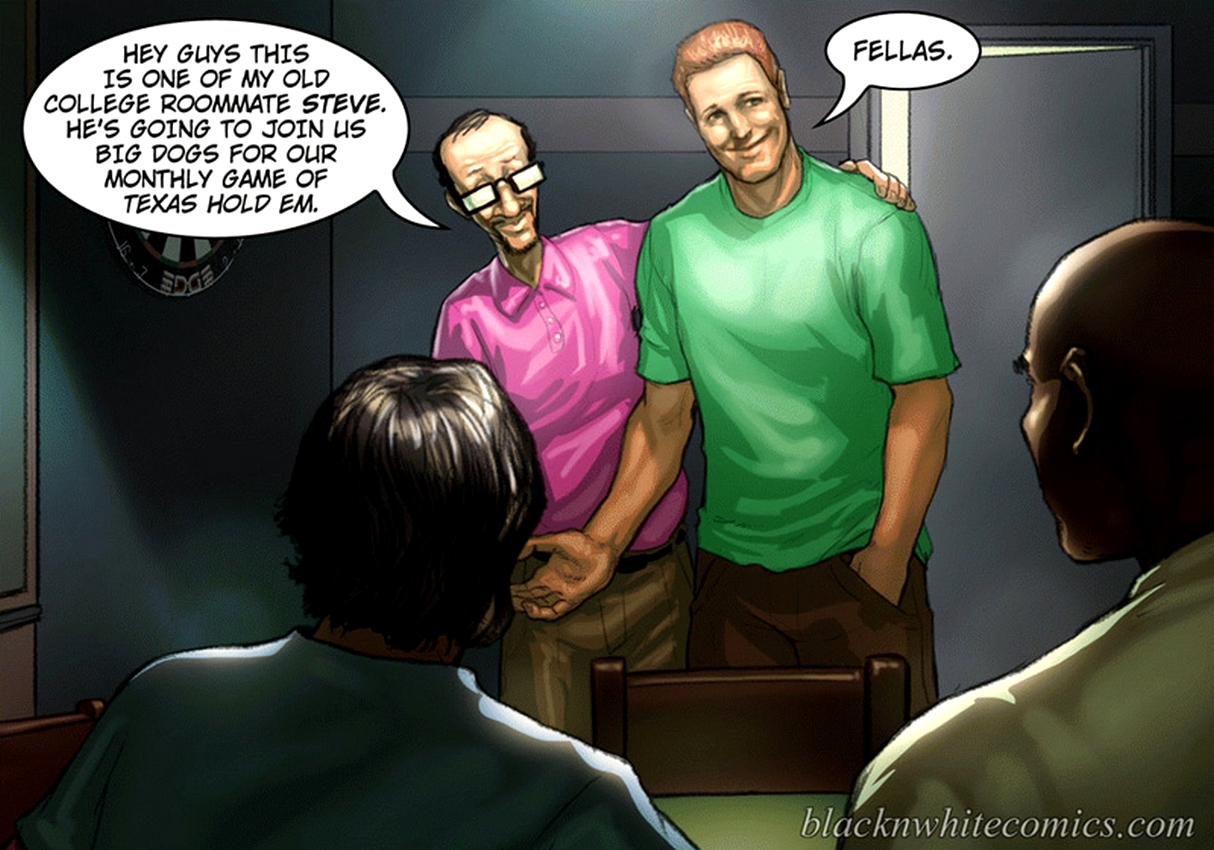 HEY GUYS THIS
IS ONE OF MY OLD
COLLEGE ROOMMATE STEVE.
HE'S GOING TO JOIN US
BIG DOGS FOR OUR
MONTHLY GAME OF
TEXAS HOLD EM.
FELLAS.
EDGE
blacknwhitecomics.com